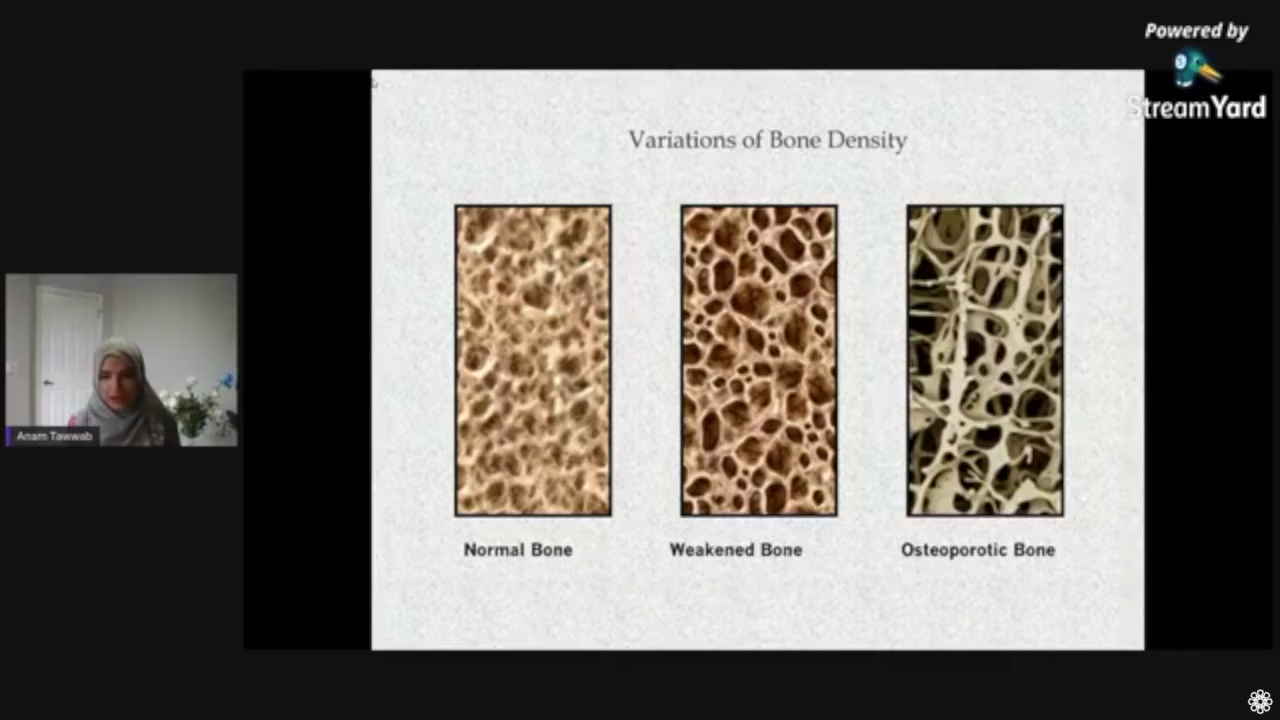 Powered by
StreamYard
Variations of Bone Density
Normal Bone
Weakened Bone
Osteoporotic Bone
Anam Tawwab